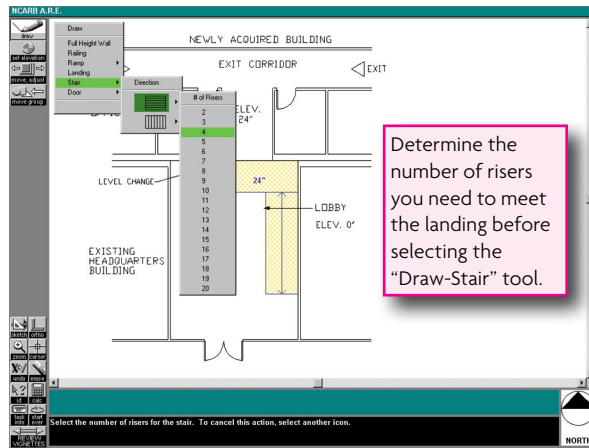 NCARB A.R.E.
draw
set elevation
move, adjust
move group
Draw
Full Height Wall
Railing
Ramp
Landing
Stair
Door
Direction
# of Risers
2
3
4
5
6
7
8
9
10
11
12
13
14
15
16
17
18
19
20
NEWLY ACQUIRED BUILDING
EXIT CORRIDOR
EXIT
ELEV.
24"
LEVEL CHANGE
24"
LOBBY
ELEV. 0"
EXISTING
HEADQUARTERS
BUILDING
Determine the
number of risers
you need to meet
the landing before
selecting the
“Draw-Stair” tool.
sketch ortho
zoom cursor
undo erase
id calc
task info
start over
REVIEW
VIGNETTES
Select the number of risers for the stair. To cancel this action, select another icon.
NORTH